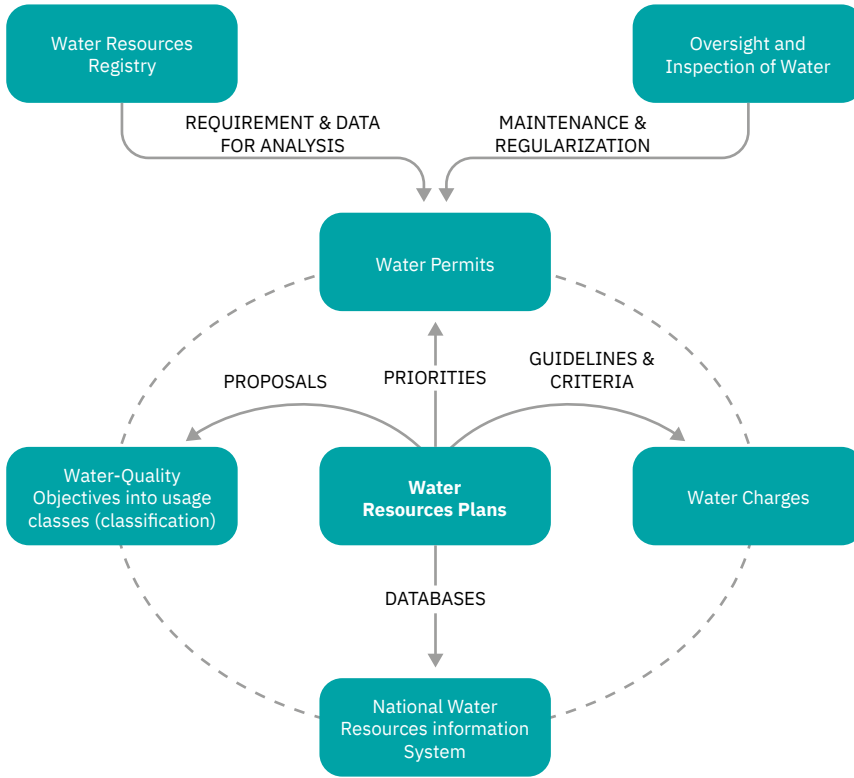 Water Resources
Registry
Oversight and
Inspection of Water
REQUIREMENT & DATA
FOR ANALYSIS
MAINTENANCE &
REGULARIZATION
Water Permits
PROPOSALS
PRIORITIES
GUIDELINES &
CRITERIA
Water-Quality
Objectives into usage
classes (classification)
Water
Resources Plans
Water Charges
DATABASES
National Water
Resources information
System